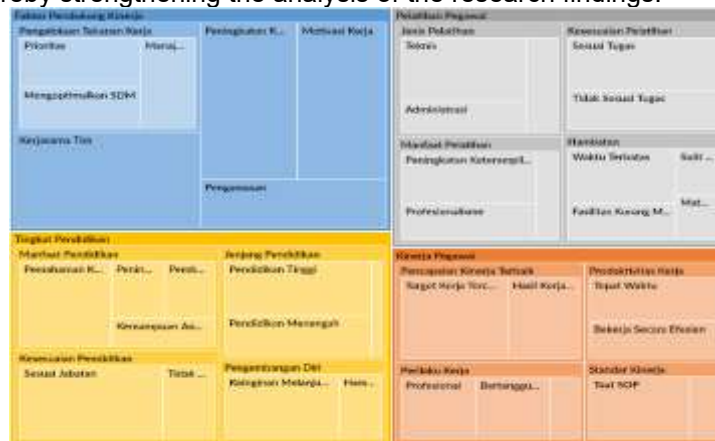 reby strengthening the analysis of the research findings.
Faktor Pendukung Kinerja
Pengelolaan Tekanan Kerja
Prioritas
Manaj...
Mengoptimalkan SDM
Kerjasama Tim
Peningkatan K...
Motivasi Kerja
Pengawasan
Pelatihan Pegawai
Jenis Pelatihan
Teknis
Administrasi
Kesesuaian Pelatihan
Sesuai Tugas
Tidak Sesuai Tugas
Manfaat Pelatihan
Peningkatan Keterampil...
Profesionalisme
Hambatan
Waktu Terbatas
Sulit ...
Fasilitas Kurang M...
Mat...
Tingkat Pendidikan
Manfaat Pendidikan
Pemahaman K...
Penin...
Kemampuan An...
Jenjang Pendidikan
Pendidikan Tinggi
Pendidikan Menengah
Kesesuaian Pendidikan
Sesuai Jabatan
Tidak ...
Pengembangan Diri
Keinginan Melanju...
Kinerja Pegawai
Pencapaian Kinerja Terbaik
Target Kerja Terc...
Hasil Kerja...
Produktivitas Kerja
Tepat Waktu
Bekerja Secara Efisien
Perilaku Kerja
Profesional
Bertanggu...
Standar Kinerja
Taat SOP